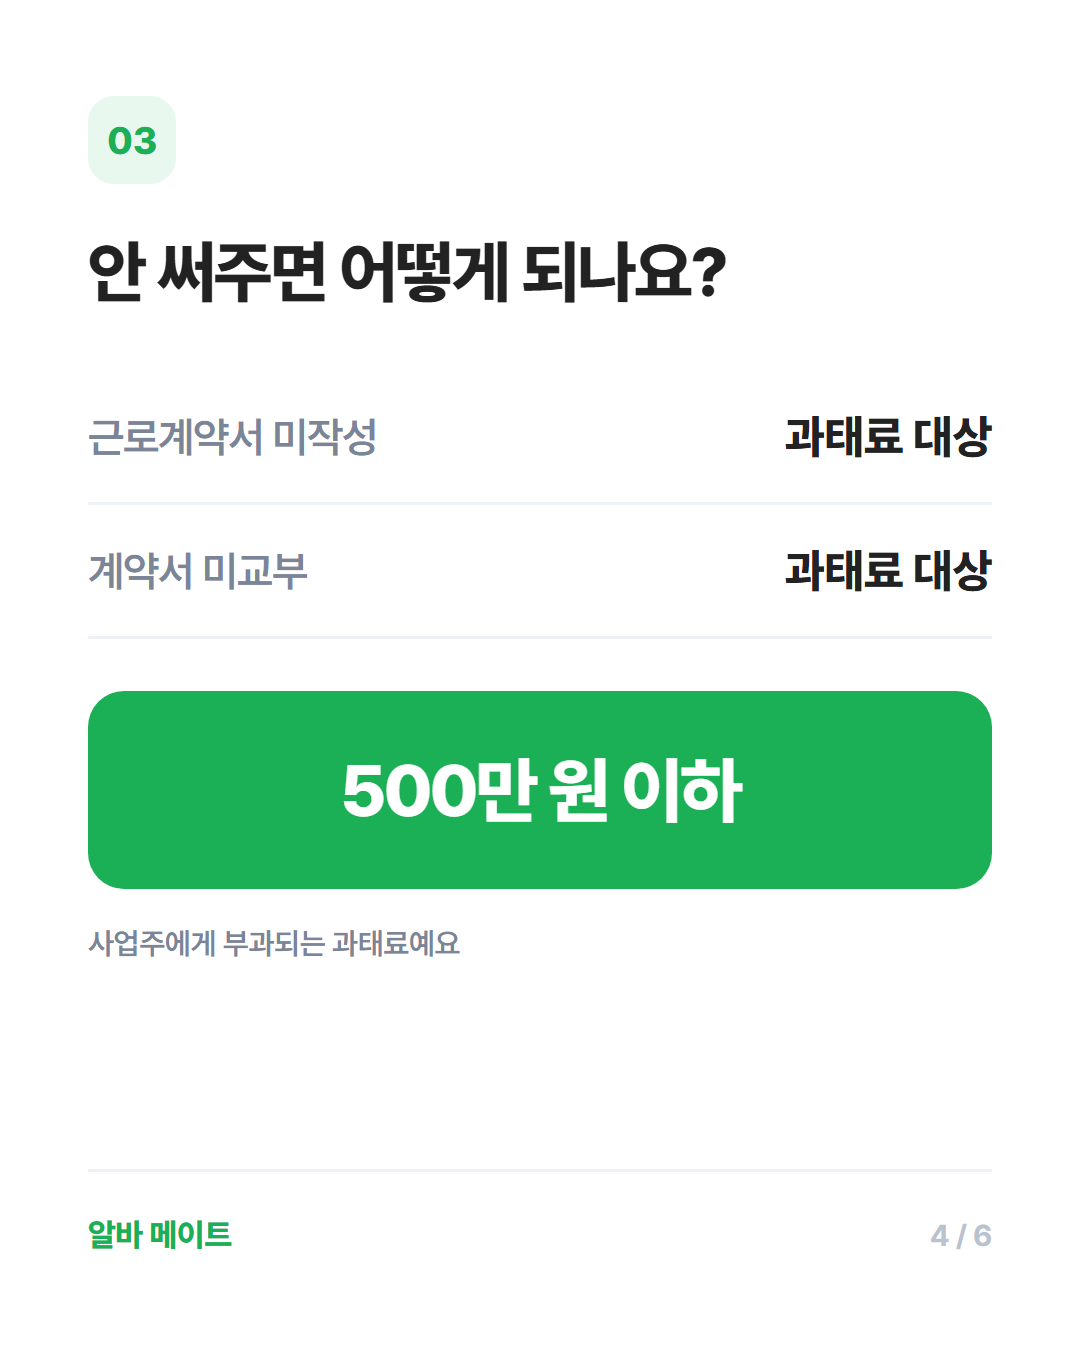 03
안 써주면 어떻게 되나요?
근로계약서 미작성 과태료 대상
계약서 미교부 과태료 대상
500만 원 이하
사업주에게 부과되는 과태료예요
알바 메이트 4 / 6